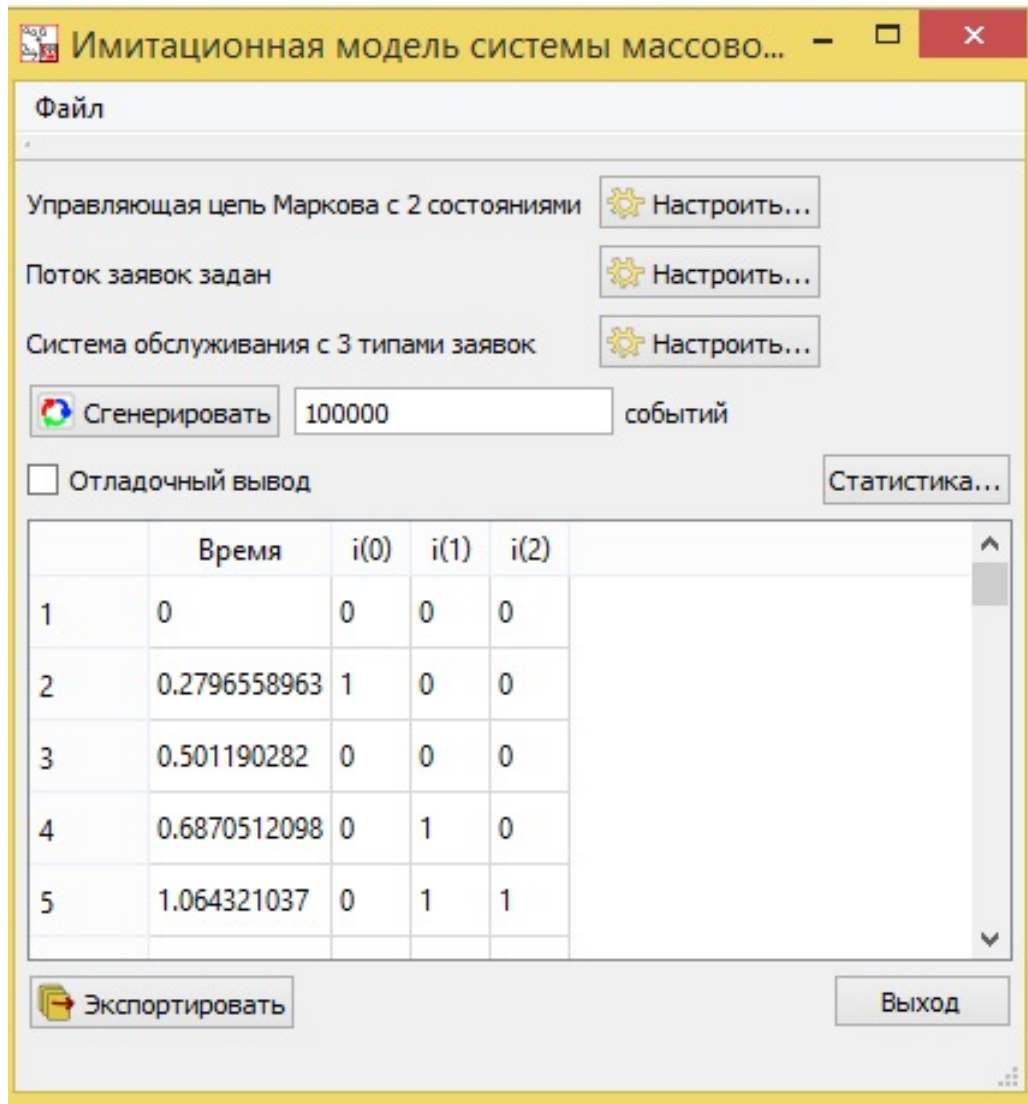 Имитационная модель системы массово...
Файл
Управляющая цепь Маркова с 2 состояниями Настроить...
Поток заявок задан Настроить...
Система обслуживания с 3 типами заявок Настроить...
Сгенерировать 100000 событий
Отладочный вывод Статистика...
Время i(0) i(1) i(2)
1 0 0 0 0
2 0.2796558963 1 0 0
3 0.501190282 0 0 0
4 0.6870512098 0 1 0
5 1.064321037 0 1 1
Экспортировать Выход